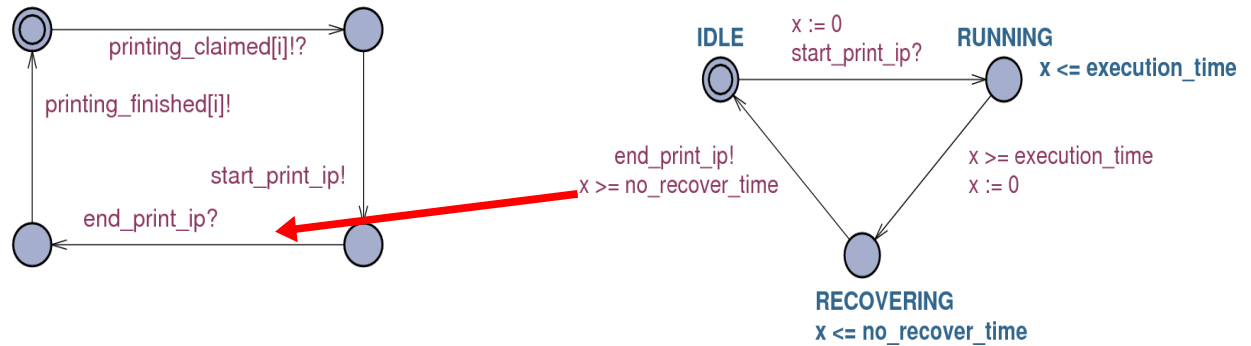 printing_claimed[i]!?
printing_finished[i]!
start_print_ip!
end_print_ip?
x := 0
start_print_ip?
IDLE
RUNNING
x <= execution_time
end_print_ip!
x >= no_recover_time
x >= execution_time
x := 0
RECOVERING
x <= no_recover_time